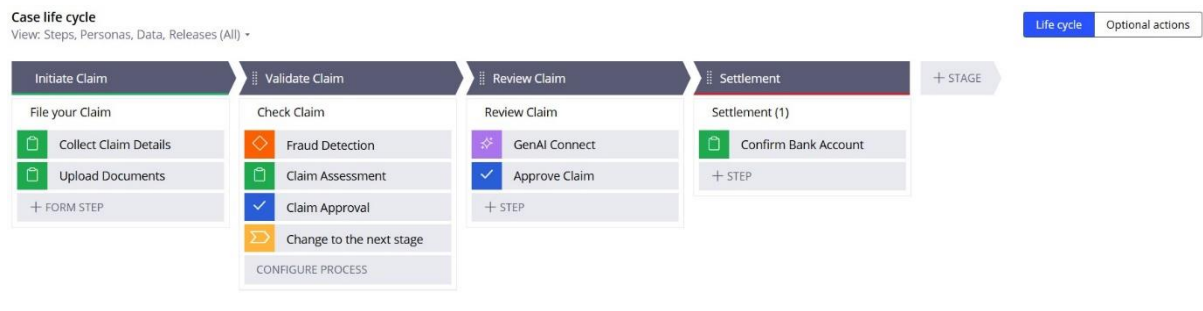 Case life cycle
View: Steps, Personas, Data, Releases (All)
Life cycle
Optional actions
Initiate Claim
Validate Claim
Review Claim
Settlement
+ STAGE
File your Claim
Collect Claim Details
Upload Documents
+ FORM STEP
Check Claim
Fraud Detection
Claim Assessment
Claim Approval
Change to the next stage
CONFIGURE PROCESS
Review Claim
GenAI Connect
Approve Claim
+ STEP
Settlement (1)
Confirm Bank Account
+ STEP